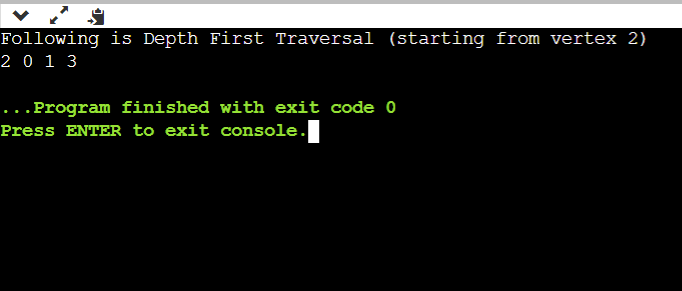 Following is Depth First Traversal (starting from vertex 2)
2 0 1 3
...Program finished with exit code 0
Press ENTER to exit console.